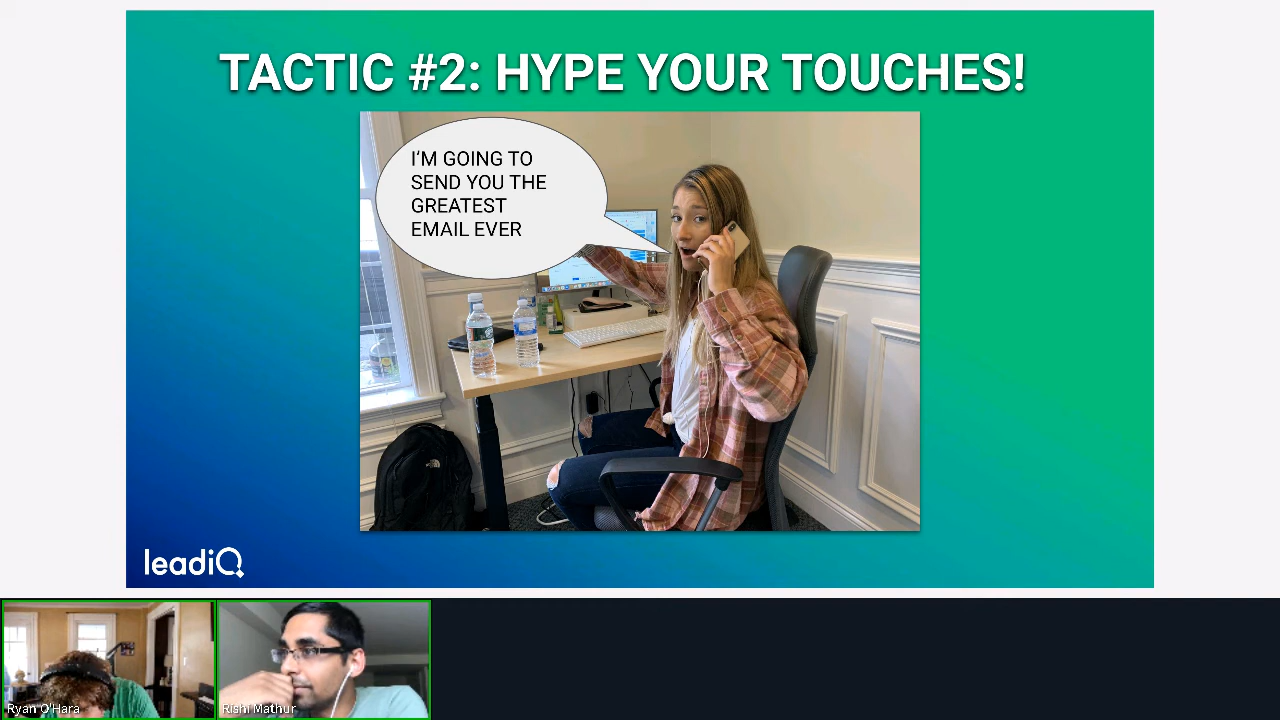 TACTIC #2: HYPE YOUR TOUCHES!
I'M GOING TO
SEND YOU THE
GREATEST
EMAIL EVER
leadiQ
Ryan O'Hara
Rishi Mathur